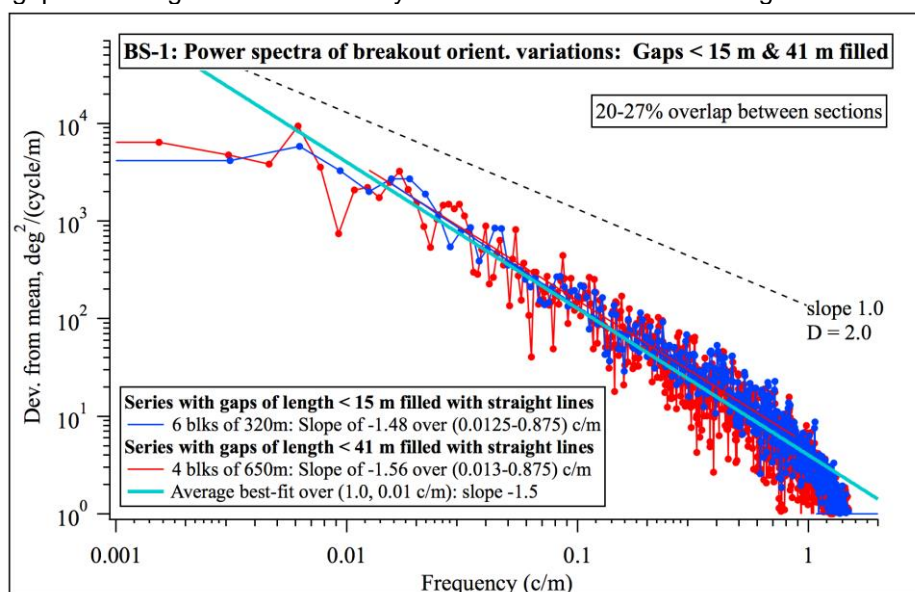 BS-1: Power spectra of breakout orient. variations: Gaps < 15 m & 41 m filled
20-27% overlap between sections
10^4
10^3
10^2
10^1
10^0
Dev. from mean, deg^2/(cycle/m)
slope 1.0
D = 2.0
Series with gaps of length < 15 m filled with straight lines
6 blks of 320m: Slope of -1.48 over (0.0125-0.875) c/m
Series with gaps of length < 41 m filled with straight lines
4 blks of 650m: Slope of -1.56 over (0.013-0.875) c/m
Average best-fit over (1.0, 0.01 c/m): slope -1.5
0.001 0.01 0.1 1
Frequency (c/m)